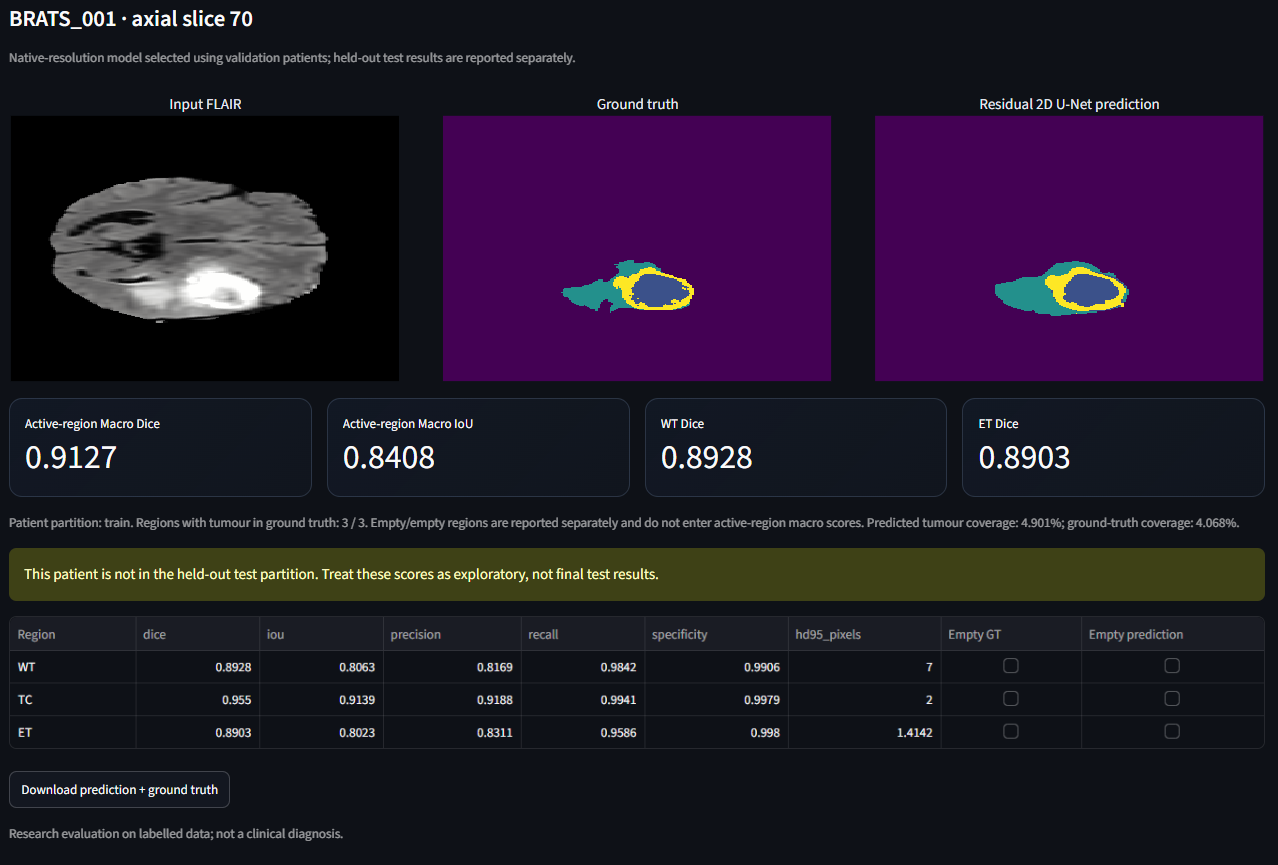 BRATS_001 · axial slice 70
Native-resolution model selected using validation patients; held-out test results are reported separately.
Input FLAIR
Ground truth
Residual 2D U-Net prediction
Active-region Macro Dice
0.9127
Active-region Macro IoU
0.8408
WT Dice
0.8928
ET Dice
0.8903
Patient partition: train. Regions with tumour in ground truth: 3 / 3. Empty/empty regions are reported separately and do not enter active-region macro scores. Predicted tumour coverage: 4.901%; ground-truth coverage: 4.068%.
This patient is not in the held-out test partition. Treat these scores as exploratory, not final test results.
Region dice iou precision recall specificity hd95_pixels Empty GT Empty prediction
WT 0.8928 0.8063 0.8169 0.9842 0.9906 7
TC 0.955 0.9139 0.9188 0.9941 0.9979 2
ET 0.8903 0.8023 0.8311 0.9586 0.998 1.4142
Download prediction + ground truth
Research evaluation on labelled data; not a clinical diagnosis.